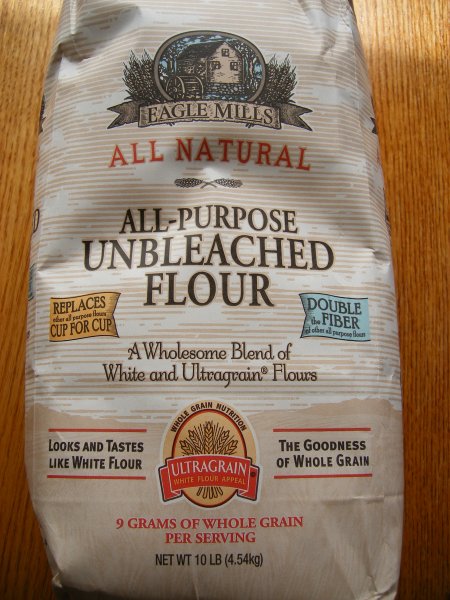 EAGLE MILLS
ALL NATURAL
ALL-PURPOSE
UNBLEACHED
FLOUR
REPLACES
other all purpose flours
CUP FOR CUP
DOUBLE
the FIBER
of other all purpose flours
A Wholesome Blend of
White and Ultragrain® Flours
WHOLE GRAIN NUTRITION
LOOKS AND TASTES
LIKE WHITE FLOUR
ULTRAGRAIN
WHITE FLOUR APPEAL
THE GOODNESS
OF WHOLE GRAIN
9 GRAMS OF WHOLE GRAIN
PER SERVING
NET WT 10 LB (4.54kg)